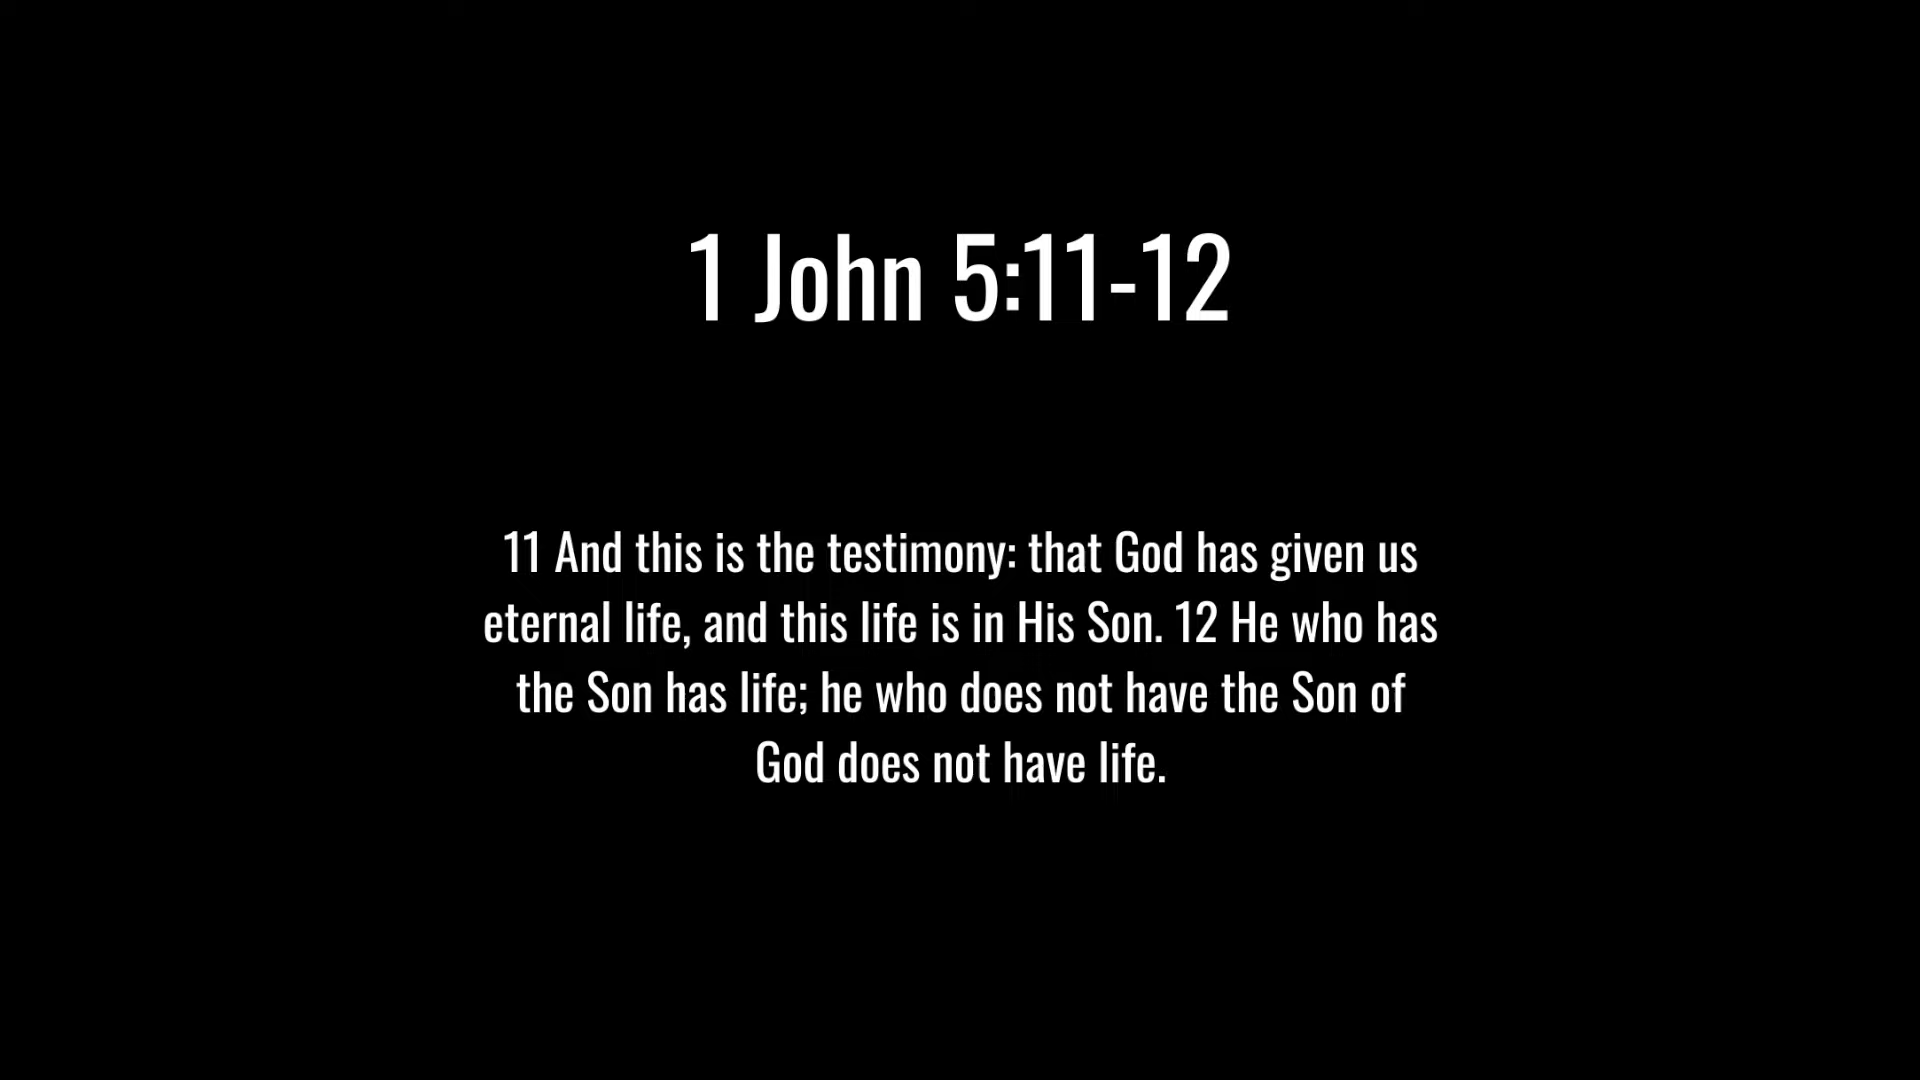 1 John 5:11-12
11 And this is the testimony: that God has given us
eternal life, and this life is in His Son. 12 He who has
the Son has life; he who does not have the Son of
God does not have life.